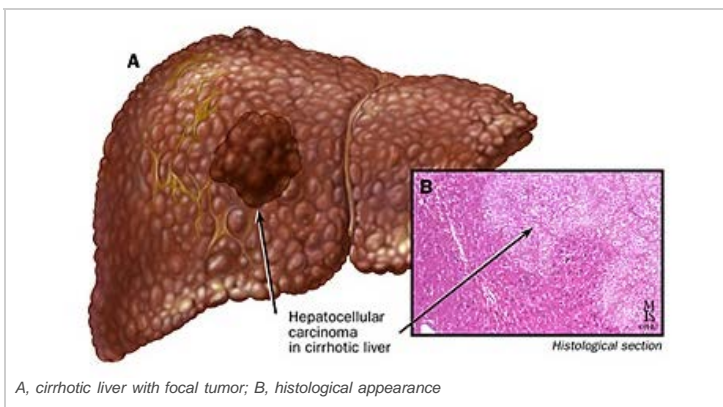 A
B
Hepatocellular
carcinoma
in cirrhotic liver
Histological section
A, cirrhotic liver with focal tumor; B, histological appearance